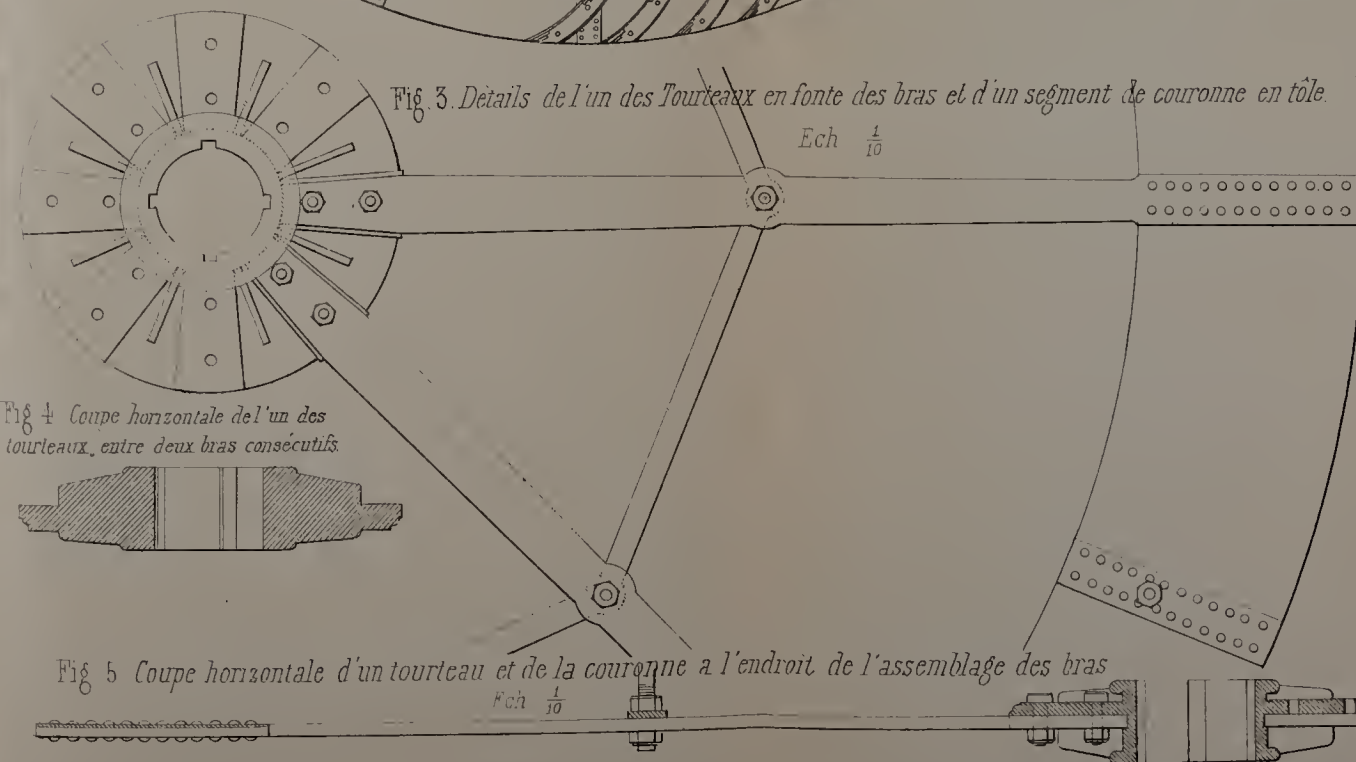 Fig. 3. Détails de l'un des Tourteaux en fonte des bras et d'un segment de couronne en tôle.
Ech 1/10
Fig 4 Coupe horizontale de l'un des
tourteaux, entre deux bras consécutifs.
Fig 5 Coupe horizontale d'un tourteau et de la couronne a l'endroit de l'assemblage des bras
Ech 1/10